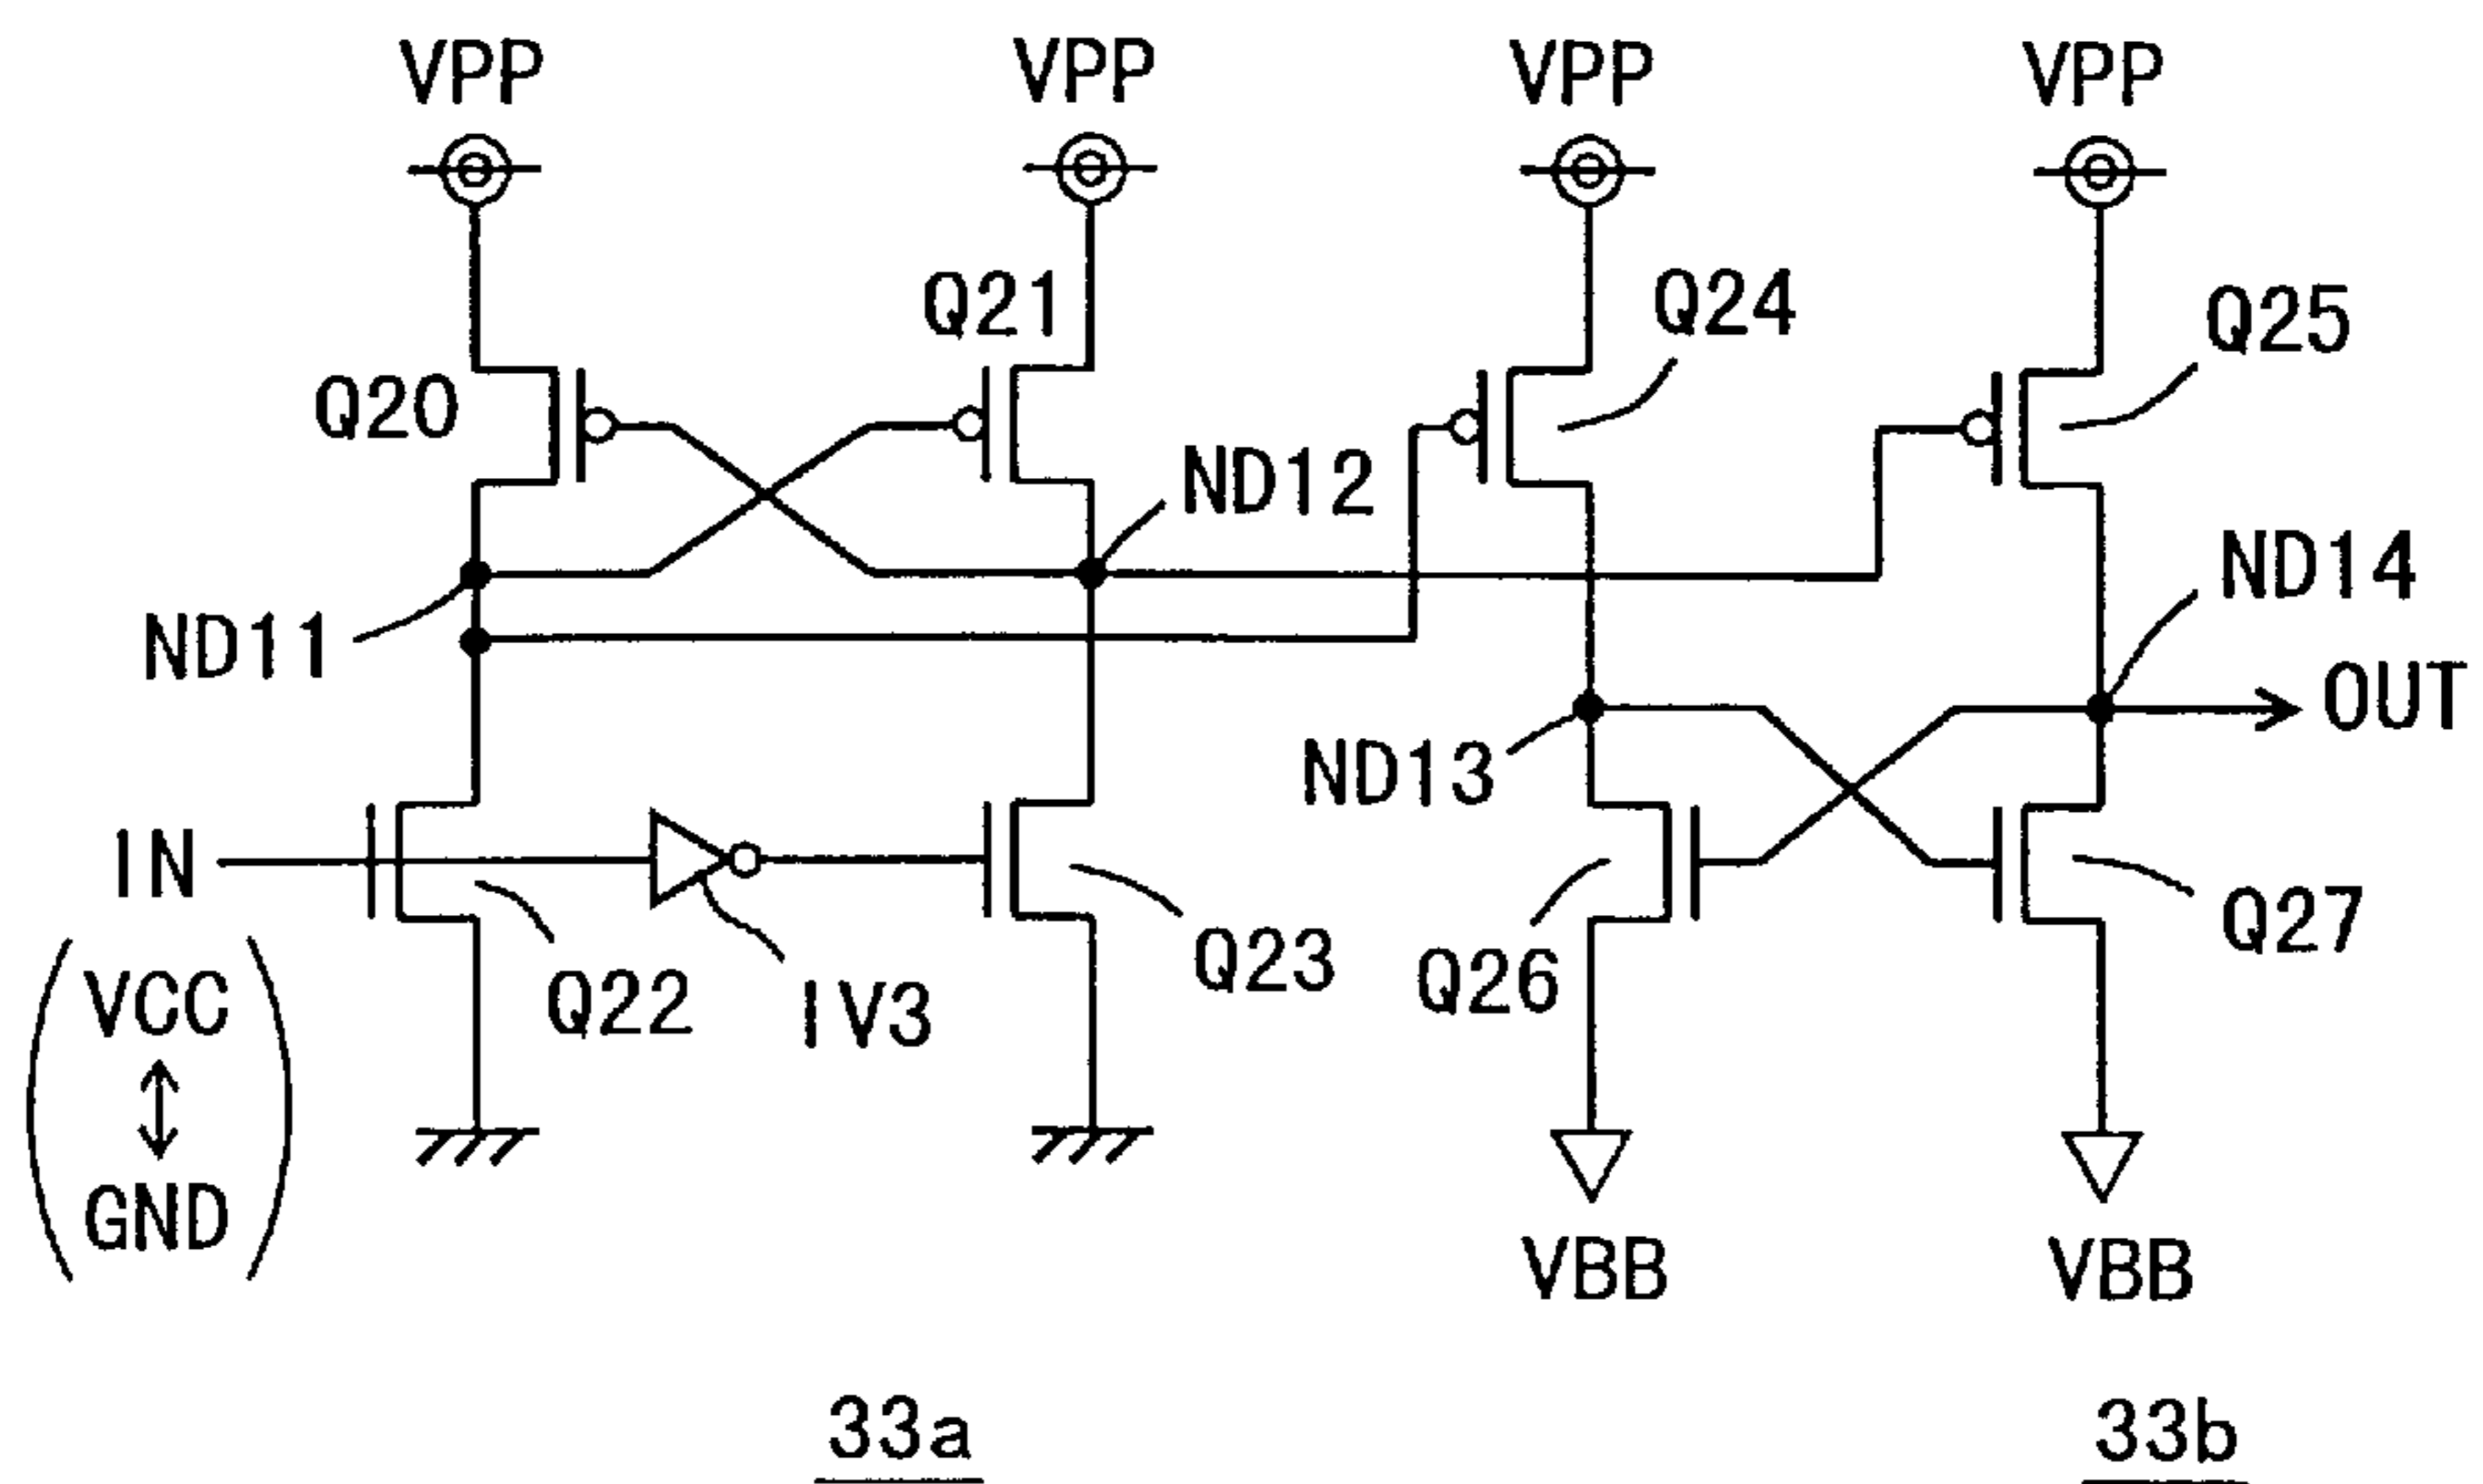 VPP
VPP
VPP
VPP
Q20
Q21
Q24
Q25
ND11
ND12
ND13
ND14
OUT
IN
VCC
GND
Q22
IV3
Q23
Q26
Q27
VBB
VBB
33a
33b